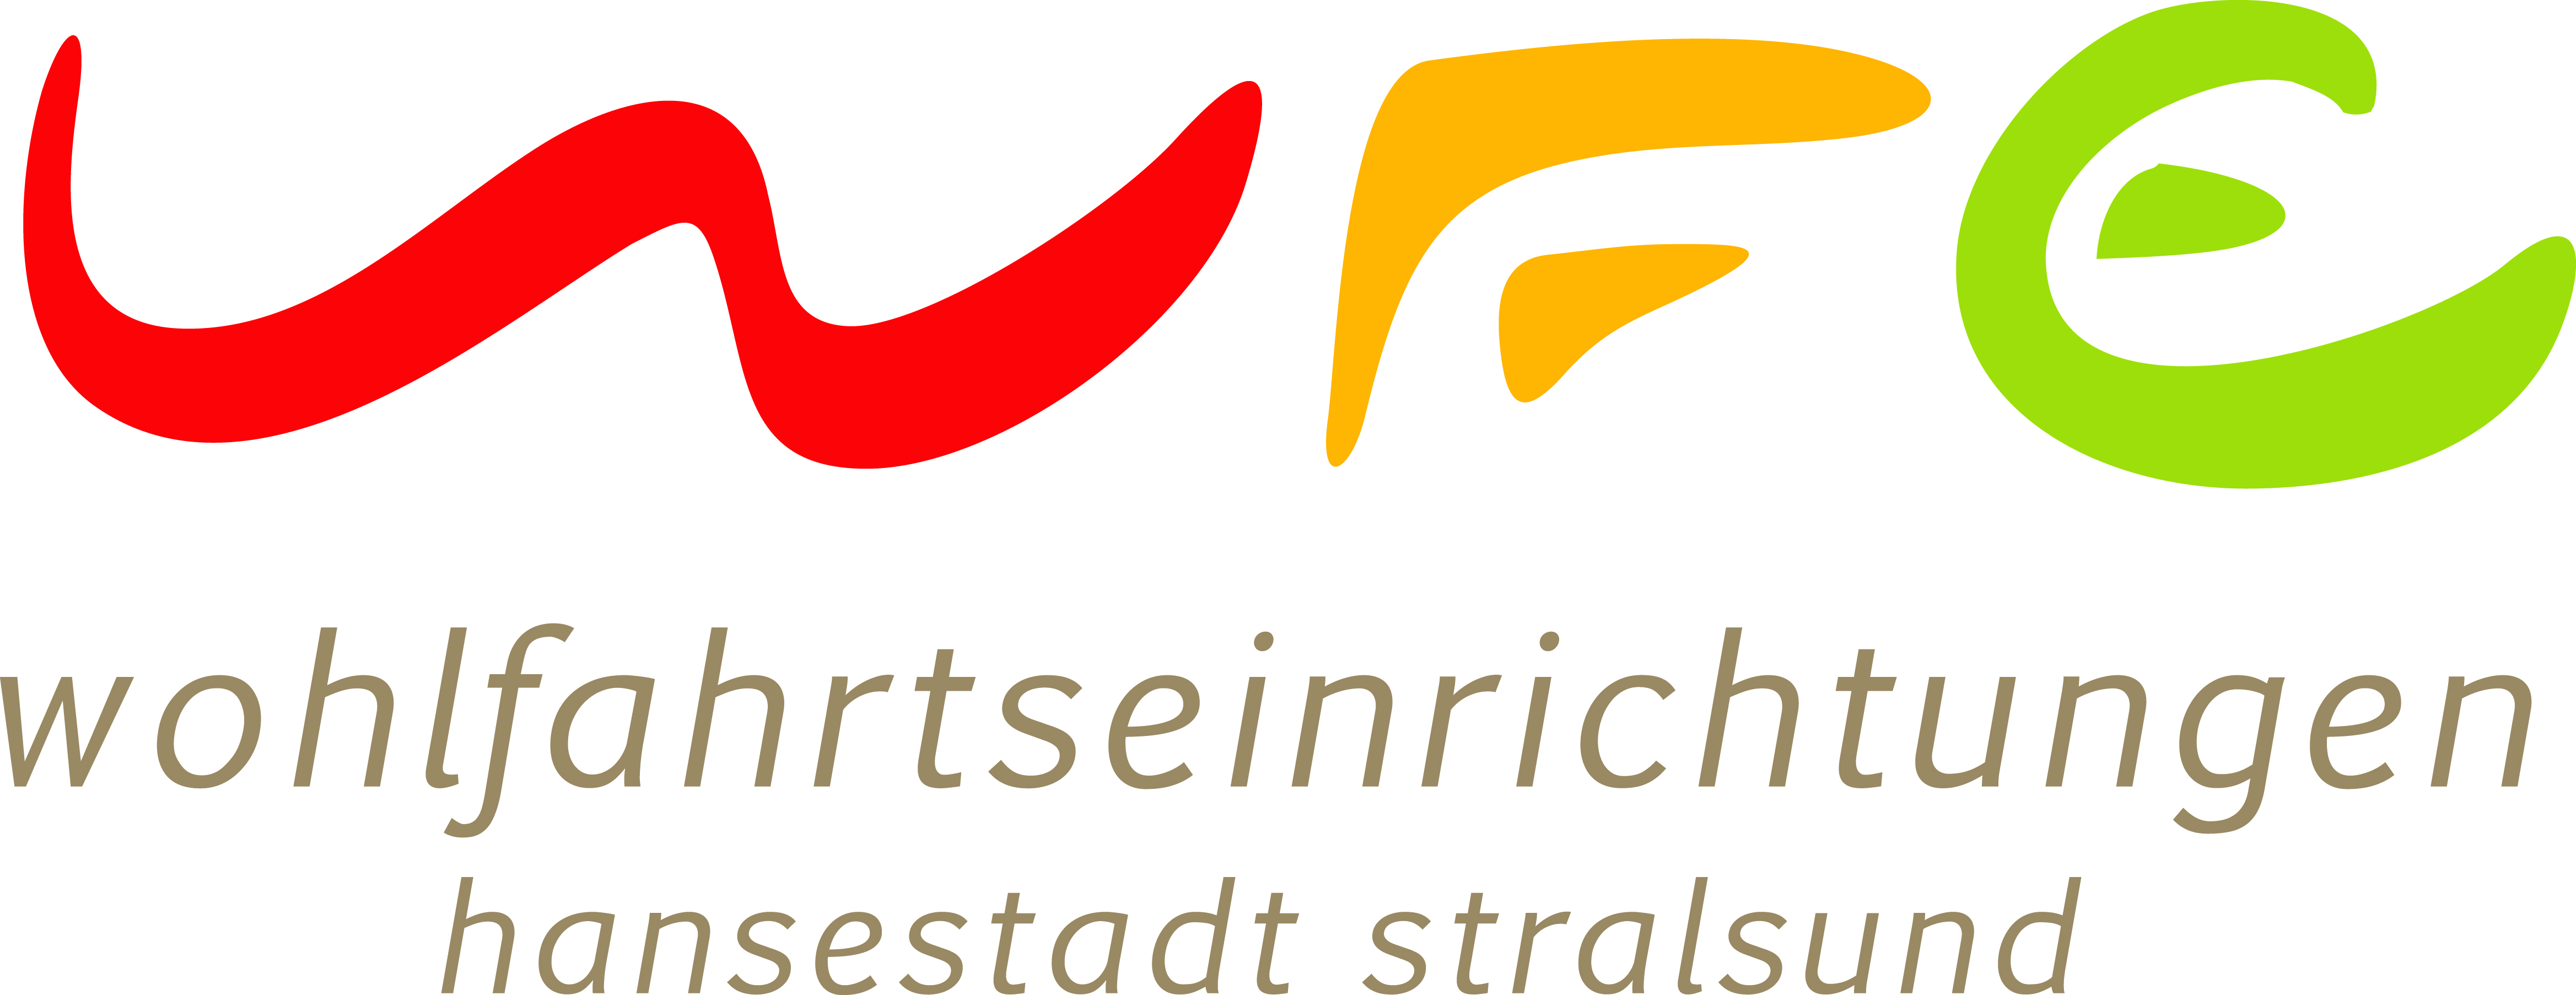 WFE
wohlfahrtseinrichtungen
hansestadt stralsund